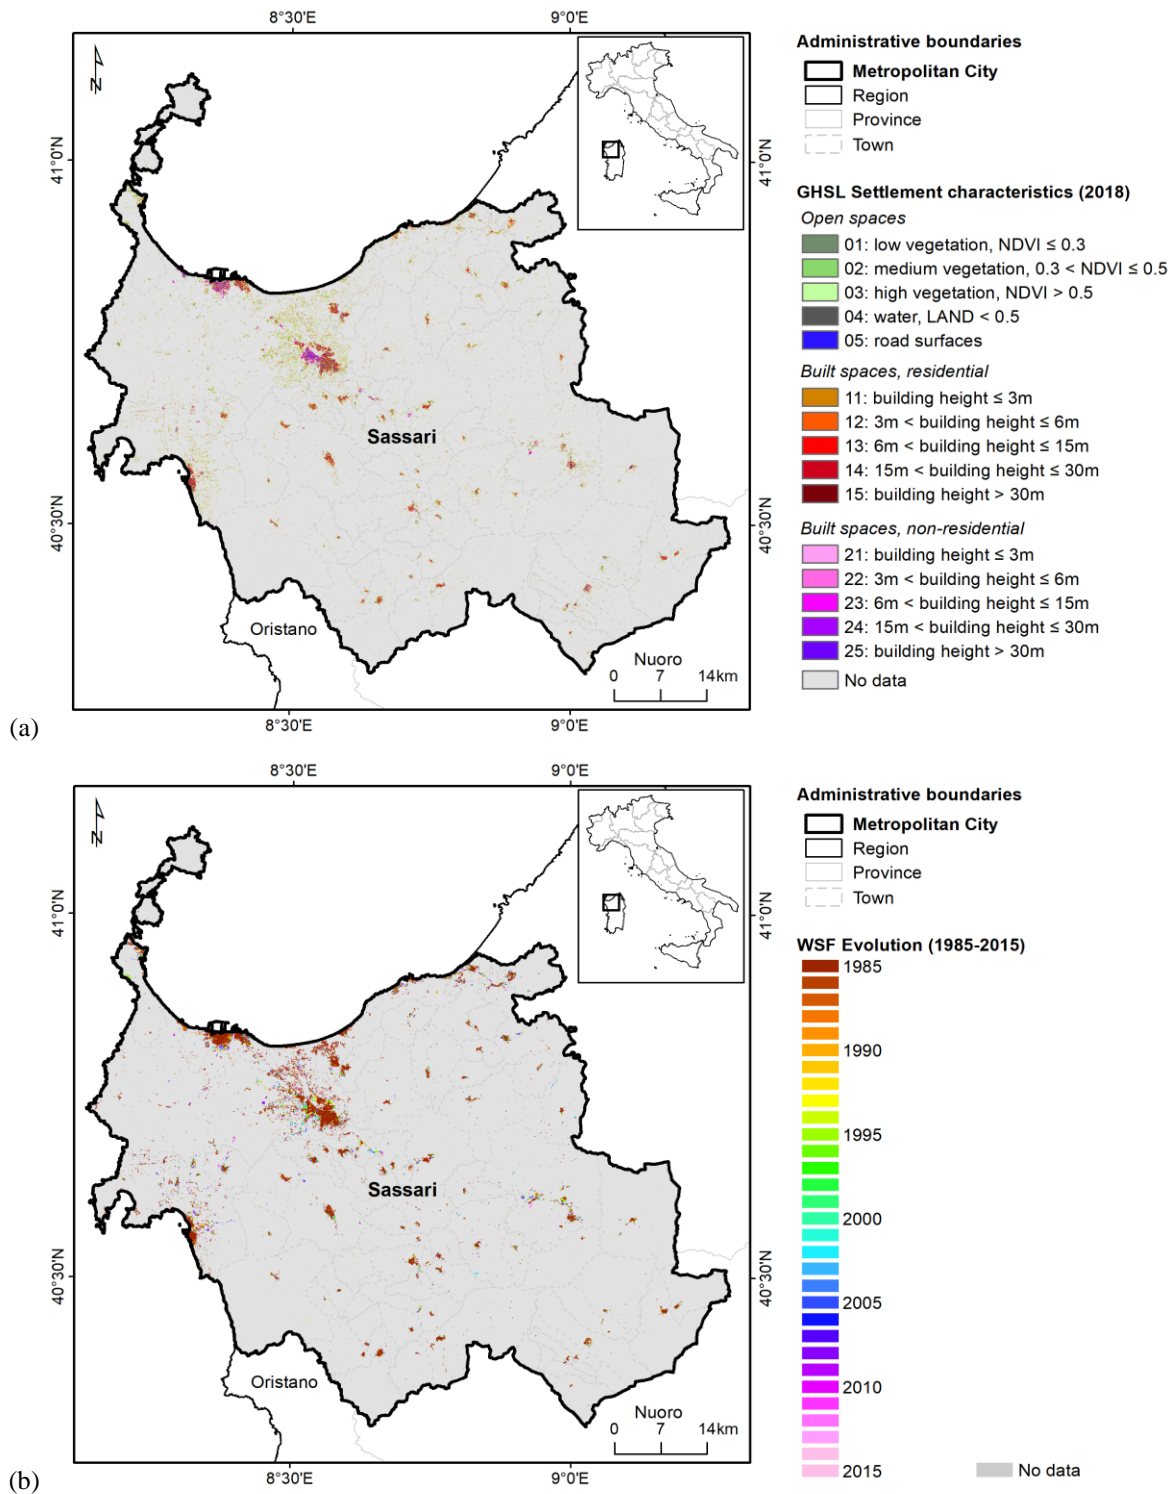 8°30'E
9°0'E
N
41°0'N
41°0'N
40°30'N
40°30'N
Sassari
Oristano
Nuoro
0 7 14km
8°30'E
9°0'E
Administrative boundaries
Metropolitan City
Region
Province
Town
GHSL Settlement characteristics (2018)
Open spaces
01: low vegetation, NDVI ≤ 0.3
02: medium vegetation, 0.3 < NDVI ≤ 0.5
03: high vegetation, NDVI > 0.5
04: water, LAND < 0.5
05: road surfaces
Built spaces, residential
11: building height ≤ 3m
12: 3m < building height ≤ 6m
13: 6m < building height ≤ 15m
14: 15m < building height ≤ 30m
15: building height > 30m
Built spaces, non-residential
21: building height ≤ 3m
22: 3m < building height ≤ 6m
23: 6m < building height ≤ 15m
24: 15m < building height ≤ 30m
25: building height > 30m
No data
(a)
8°30'E
9°0'E
N
41°0'N
41°0'N
40°30'N
40°30'N
Sassari
Oristano
Nuoro
0 7 14km
8°30'E
9°0'E
Administrative boundaries
Metropolitan City
Region
Province
Town
WSF Evolution (1985-2015)
1985
1990
1995
2000
2005
2010
2015
No data
(b)